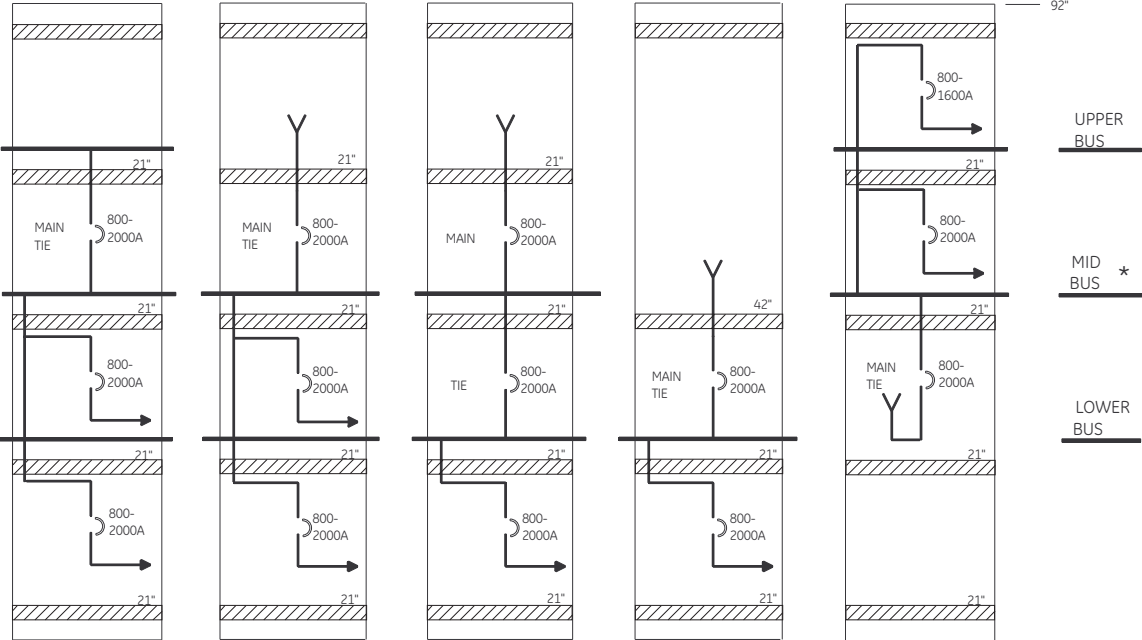 92"
800-
1600A
UPPER
BUS
21"
21"
21"
21"
MAIN
TIE
800-
2000A
MAIN
TIE
800-
2000A
MAIN
800-
2000A
800-
2000A
MID
BUS *
21"
21"
21"
42"
21"
800-
2000A
800-
2000A
TIE
800-
2000A
MAIN
TIE
800-
2000A
MAIN
TIE
800-
2000A
LOWER
BUS
21"
21"
21"
21"
21"
800-
2000A
800-
2000A
800-
2000A
800-
2000A
21"
21"
21"
21"
21"